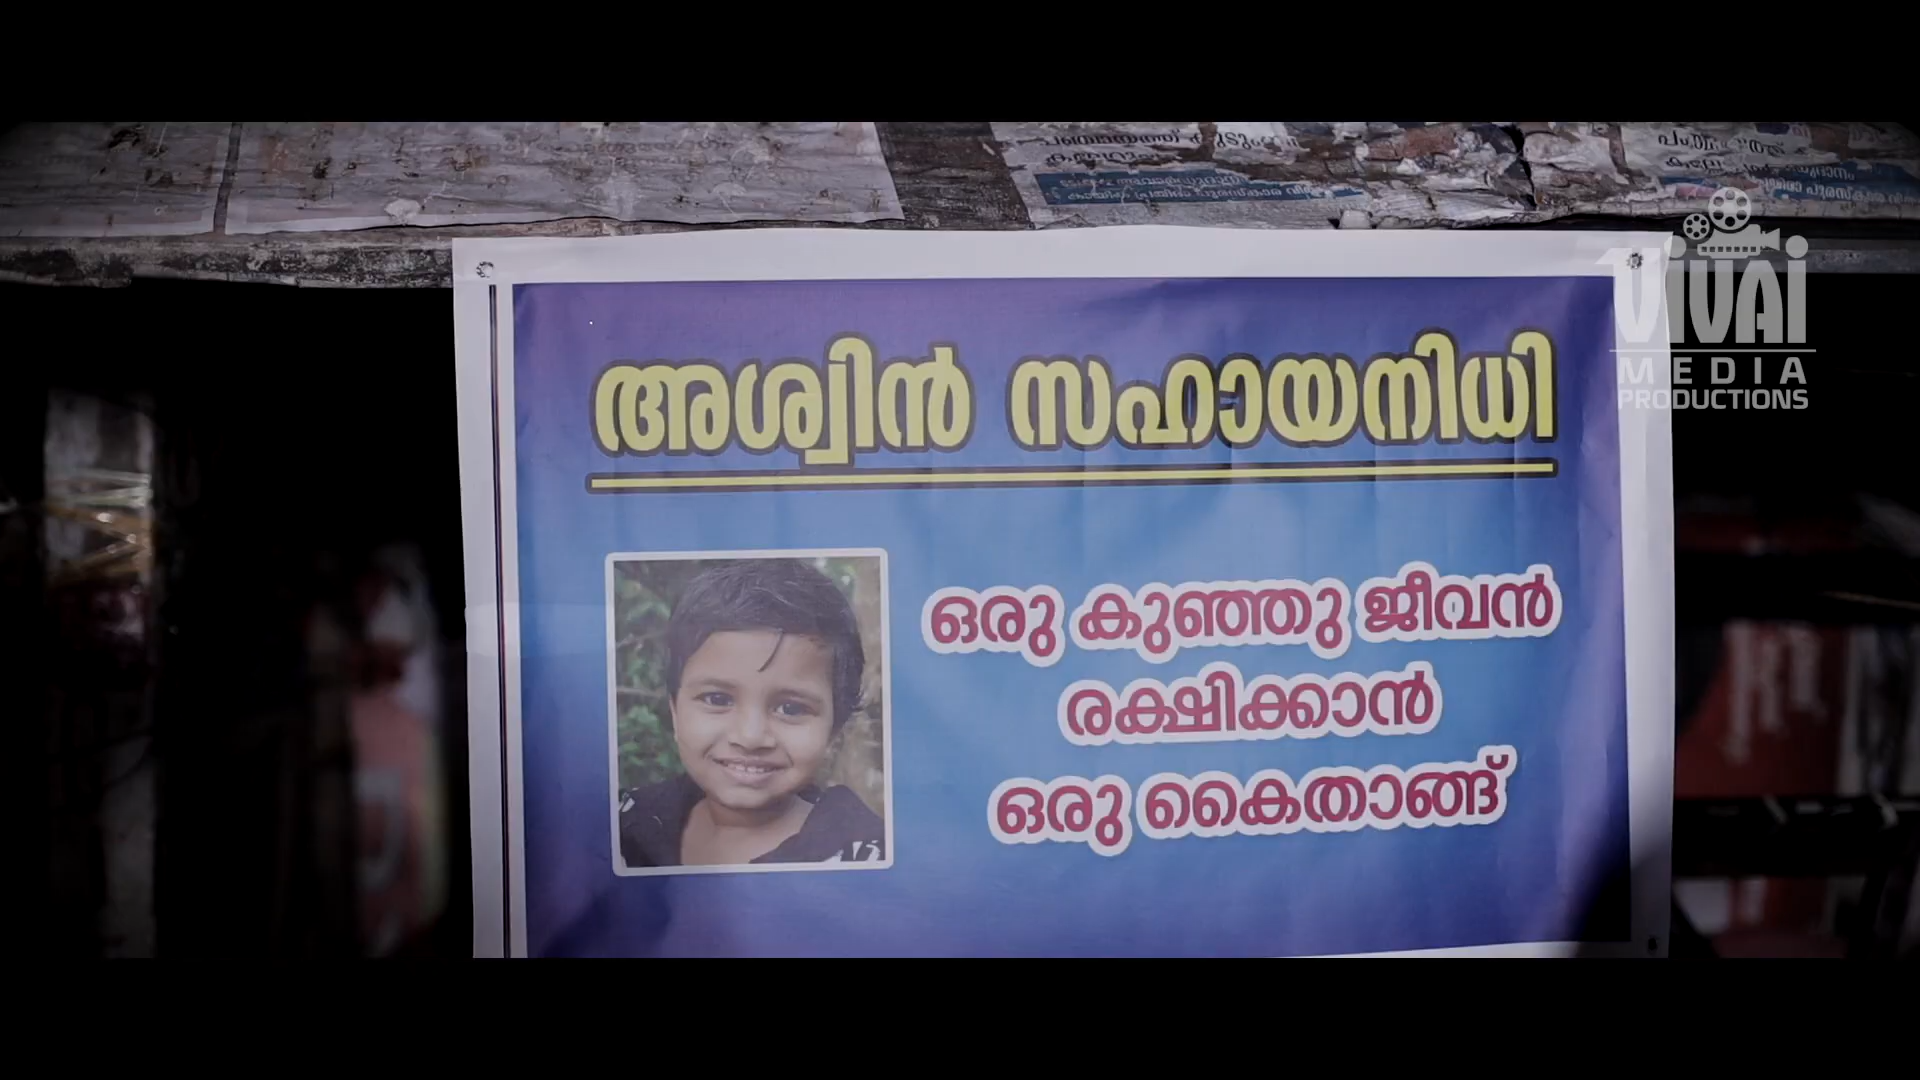 VIVAI
MEDIA
PRODUCTIONS
അശ്വിൻ സഹായനിധി
ഒരു കുഞ്ഞു ജീവൻ
രക്ഷിക്കാൻ
ഒരു കൈതാങ്ങ്